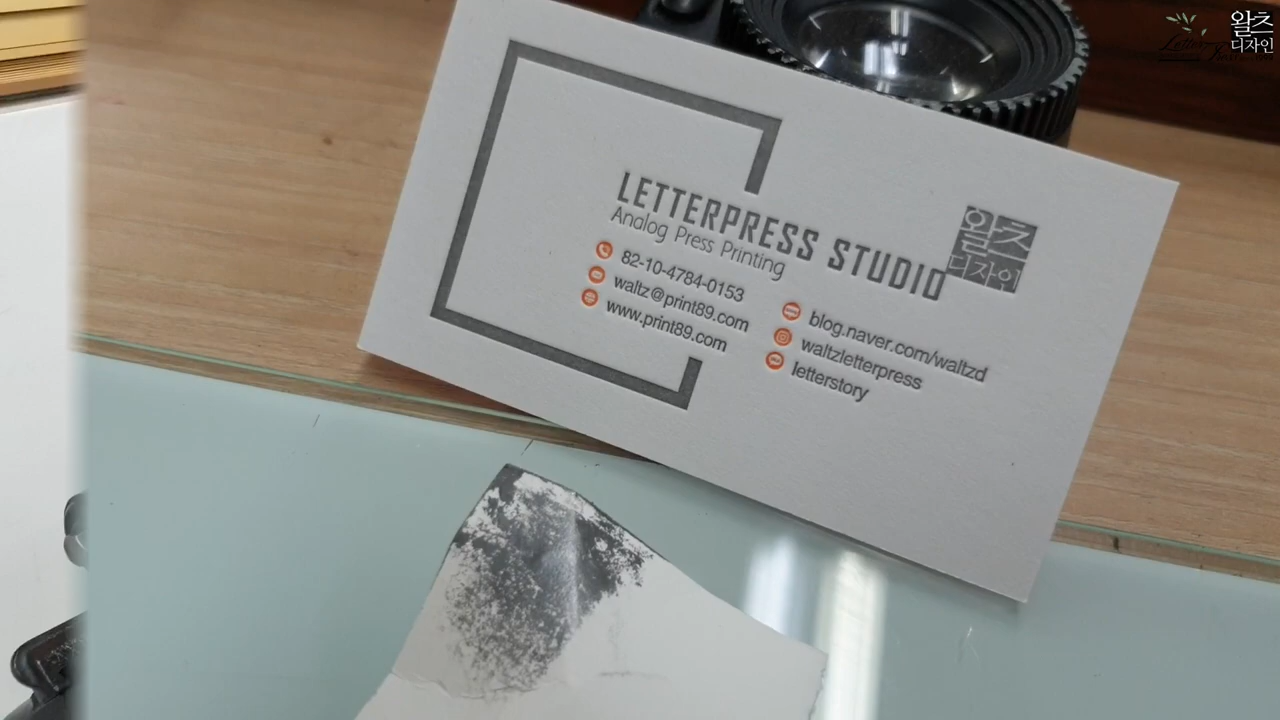 LETTERPRESS STUDIO
Analog Press Printing
82-10-4784-0153
waltz@print89.com
www.print89.com
blog.naver.com/waltzd
waltzletterpress
letterstory
왈츠
디자인
왈츠
디자인